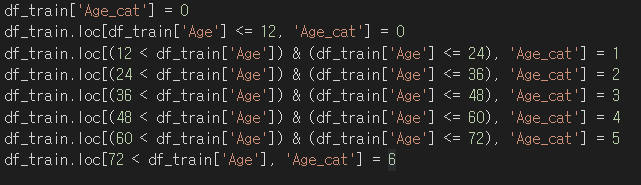 df_train['Age_cat'] = 0
df_train.loc[df_train['Age'] <= 12, 'Age_cat'] = 0
df_train.loc[(12 < df_train['Age']) & (df_train['Age'] <= 24), 'Age_cat'] = 1
df_train.loc[(24 < df_train['Age']) & (df_train['Age'] <= 36), 'Age_cat'] = 2
df_train.loc[(36 < df_train['Age']) & (df_train['Age'] <= 48), 'Age_cat'] = 3
df_train.loc[(48 < df_train['Age']) & (df_train['Age'] <= 60), 'Age_cat'] = 4
df_train.loc[(60 < df_train['Age']) & (df_train['Age'] <= 72), 'Age_cat'] = 5
df_train.loc[72 < df_train['Age'], 'Age_cat'] = 6